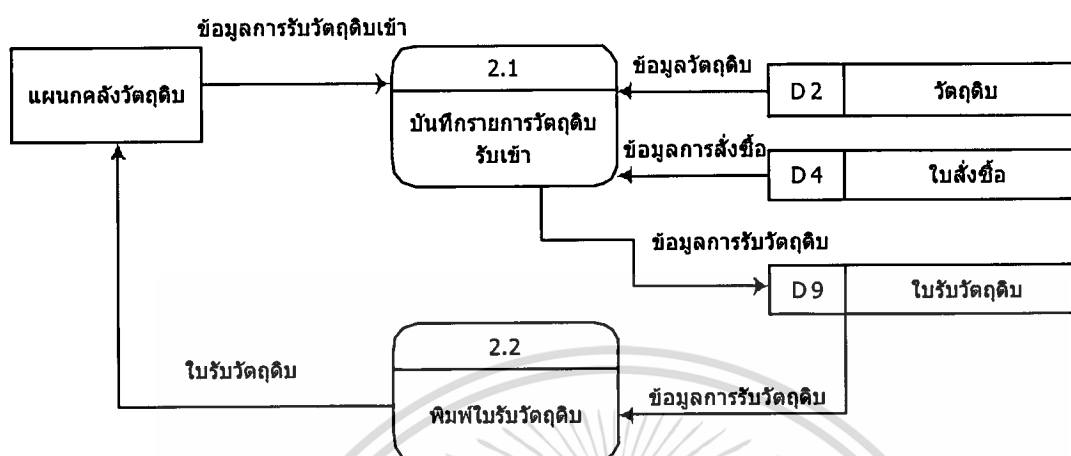 ข้อมูลการรับวัตถุดิบเข้า
แผนกคลังวัตถุดิบ
2.1
บันทึกรายการวัตถุดิบ
รับเข้า
ข้อมูลวัตถุดิบ
D2
วัตถุดิบ
ข้อมูลการสั่งซื้อ
D4
ใบสั่งซื้อ
ข้อมูลการรับวัตถุดิบ
D9
ใบรับวัตถุดิบ
2.2
พิมพ์ใบรับวัตถุดิบ
ใบรับวัตถุดิบ
ข้อมูลการรับวัตถุดิบ